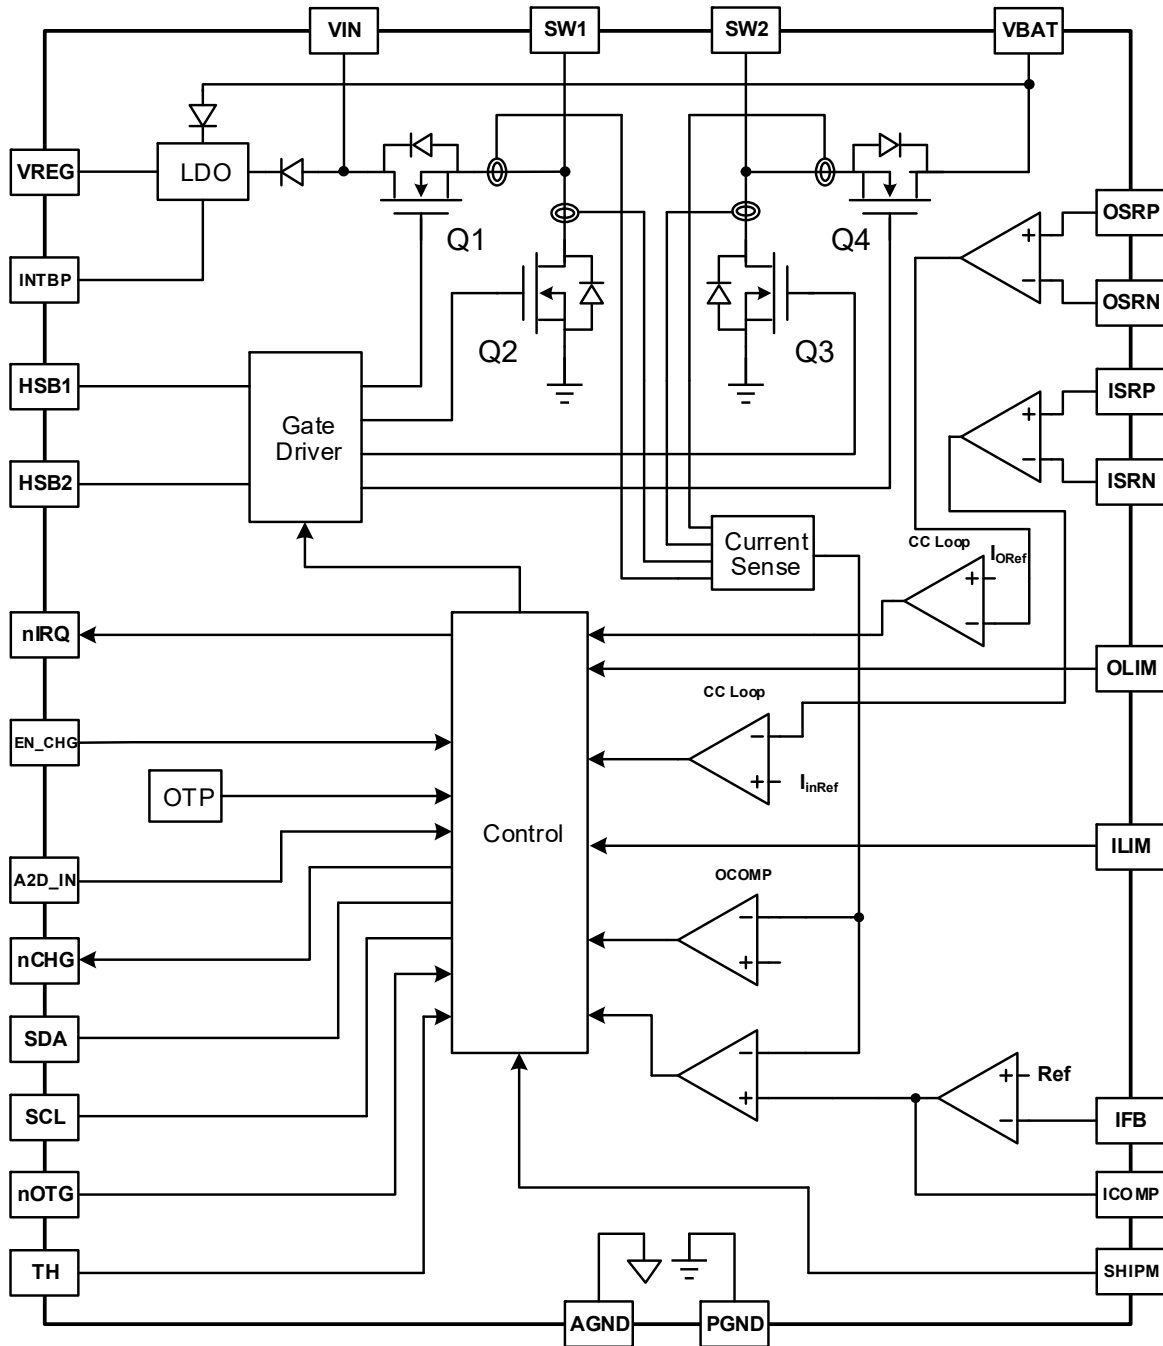 VIN
SW1
SW2
VBAT
VREG
LDO
OSRP
Q1
Q4
INTBP
OSRN
+
−
Q2
Q3
HSB1
ISRP
Gate
Driver
+
−
HSB2
ISRN
Current
Sense
CC Loop
IORef
+
−
nIRQ
OLIM
CC Loop
EN_CHG
−
+
IinRef
OTP
Control
ILIM
A2D_IN
OCOMP
−
+
nCHG
SDA
−
+
Ref
+
−
SCL
IFB
nOTG
ICOMP
TH
SHIPM
AGND
PGND